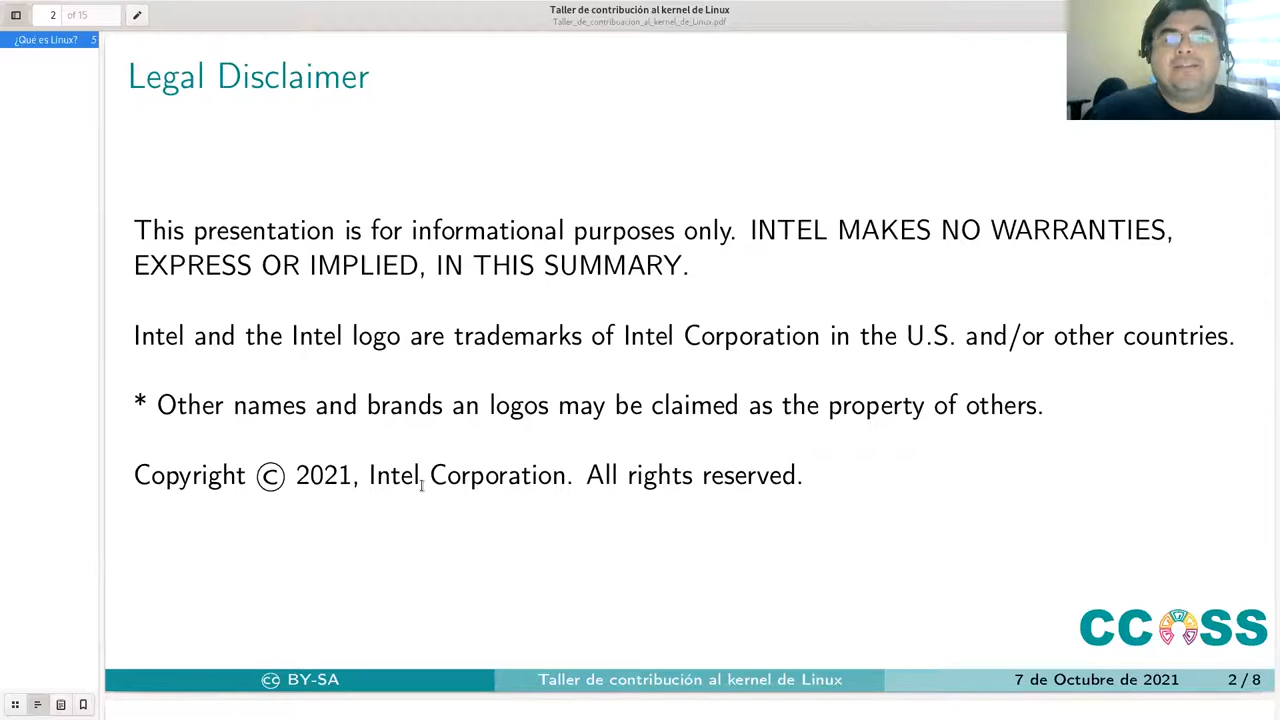 2 of 15
Taller de contribución al kernel de Linux
Taller_de_contribuacion_al_kernel_de_Linux.pdf
¿Qué es Linux? 5
Legal Disclaimer
This presentation is for informational purposes only. INTEL MAKES NO WARRANTIES,
EXPRESS OR IMPLIED, IN THIS SUMMARY.
Intel and the Intel logo are trademarks of Intel Corporation in the U.S. and/or other countries.
* Other names and brands an logos may be claimed as the property of others.
Copyright © 2021, Intel Corporation. All rights reserved.
CCOSS
cc BY-SA
Taller de contribución al kernel de Linux
7 de Octubre de 2021 2 / 8